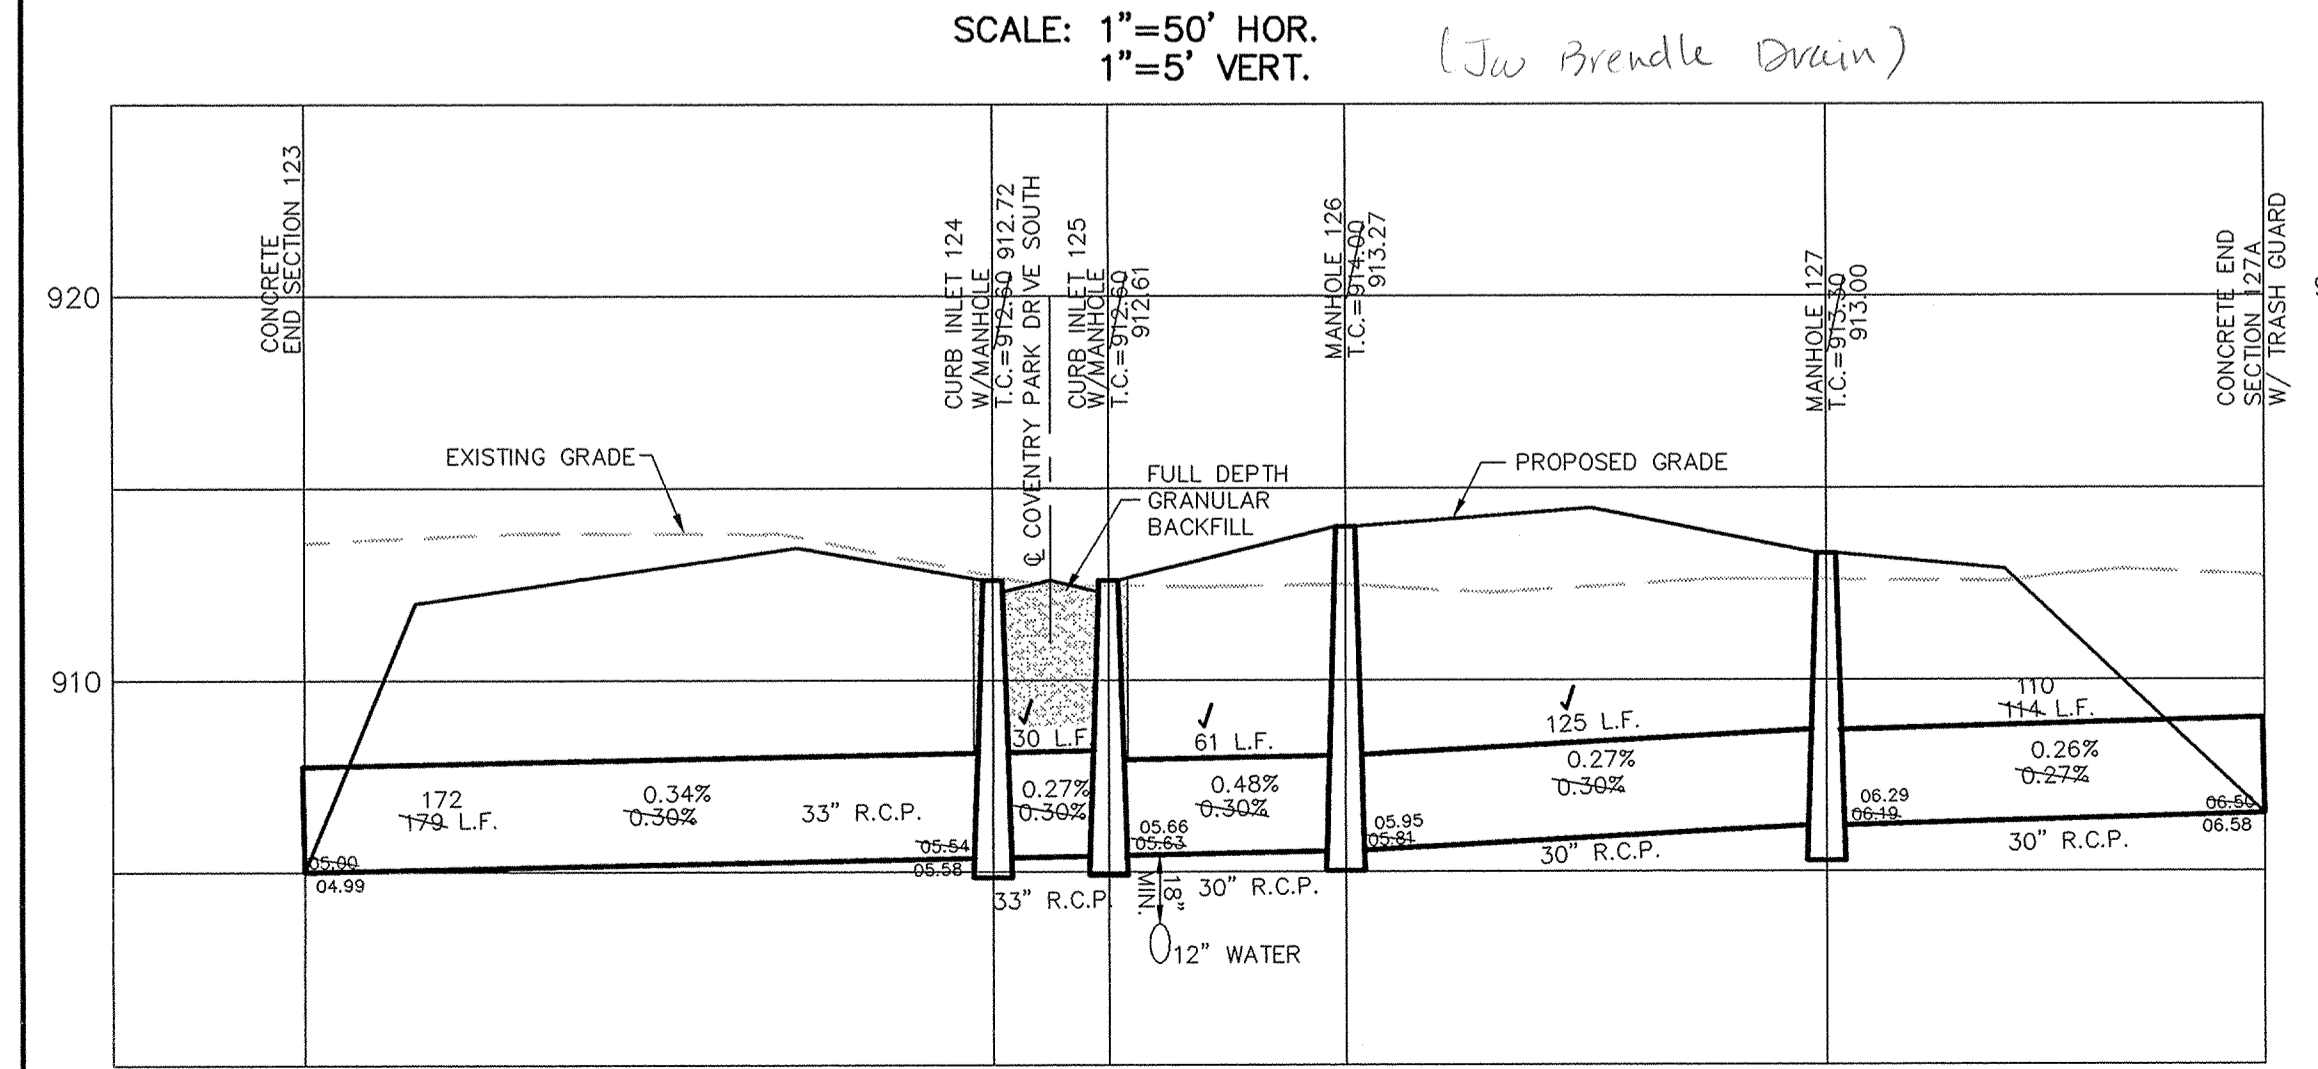 SCALE: 1"=50' HOR.
1"=5' VERT.
(JW Brendle Drain)
CONCRETE
END SECTION 123
CURB INLET 124
W/MANHOLE
T.C.=912.60 912.72
℄ COVENTRY PARK DRIVE SOUTH
CURB INLET 125
W/MANHOLE
T.C.=912.60
912.61
MANHOLE 126
T.C.=914.00
913.27
MANHOLE 127
T.C.=913.30
913.00
CONCRETE END
SECTION 127A
W/ TRASH GUARD
920
EXISTING GRADE
FULL DEPTH
GRANULAR
BACKFILL
PROPOSED GRADE
910
172
179 L.F.
0.34%
0.30%
33" R.C.P.
05.00
04.99
05.54
05.58
✓
30 L.F.
0.27%
0.30%
33" R.C.P.
✓
61 L.F.
0.48%
0.30%
05.66
05.63
18"
MIN.
30" R.C.P.
12" WATER
✓
125 L.F.
0.27%
0.30%
05.95
05.81
30" R.C.P.
110
114 L.F.
0.26%
0.27%
06.29
06.19
06.50
06.58
30" R.C.P.